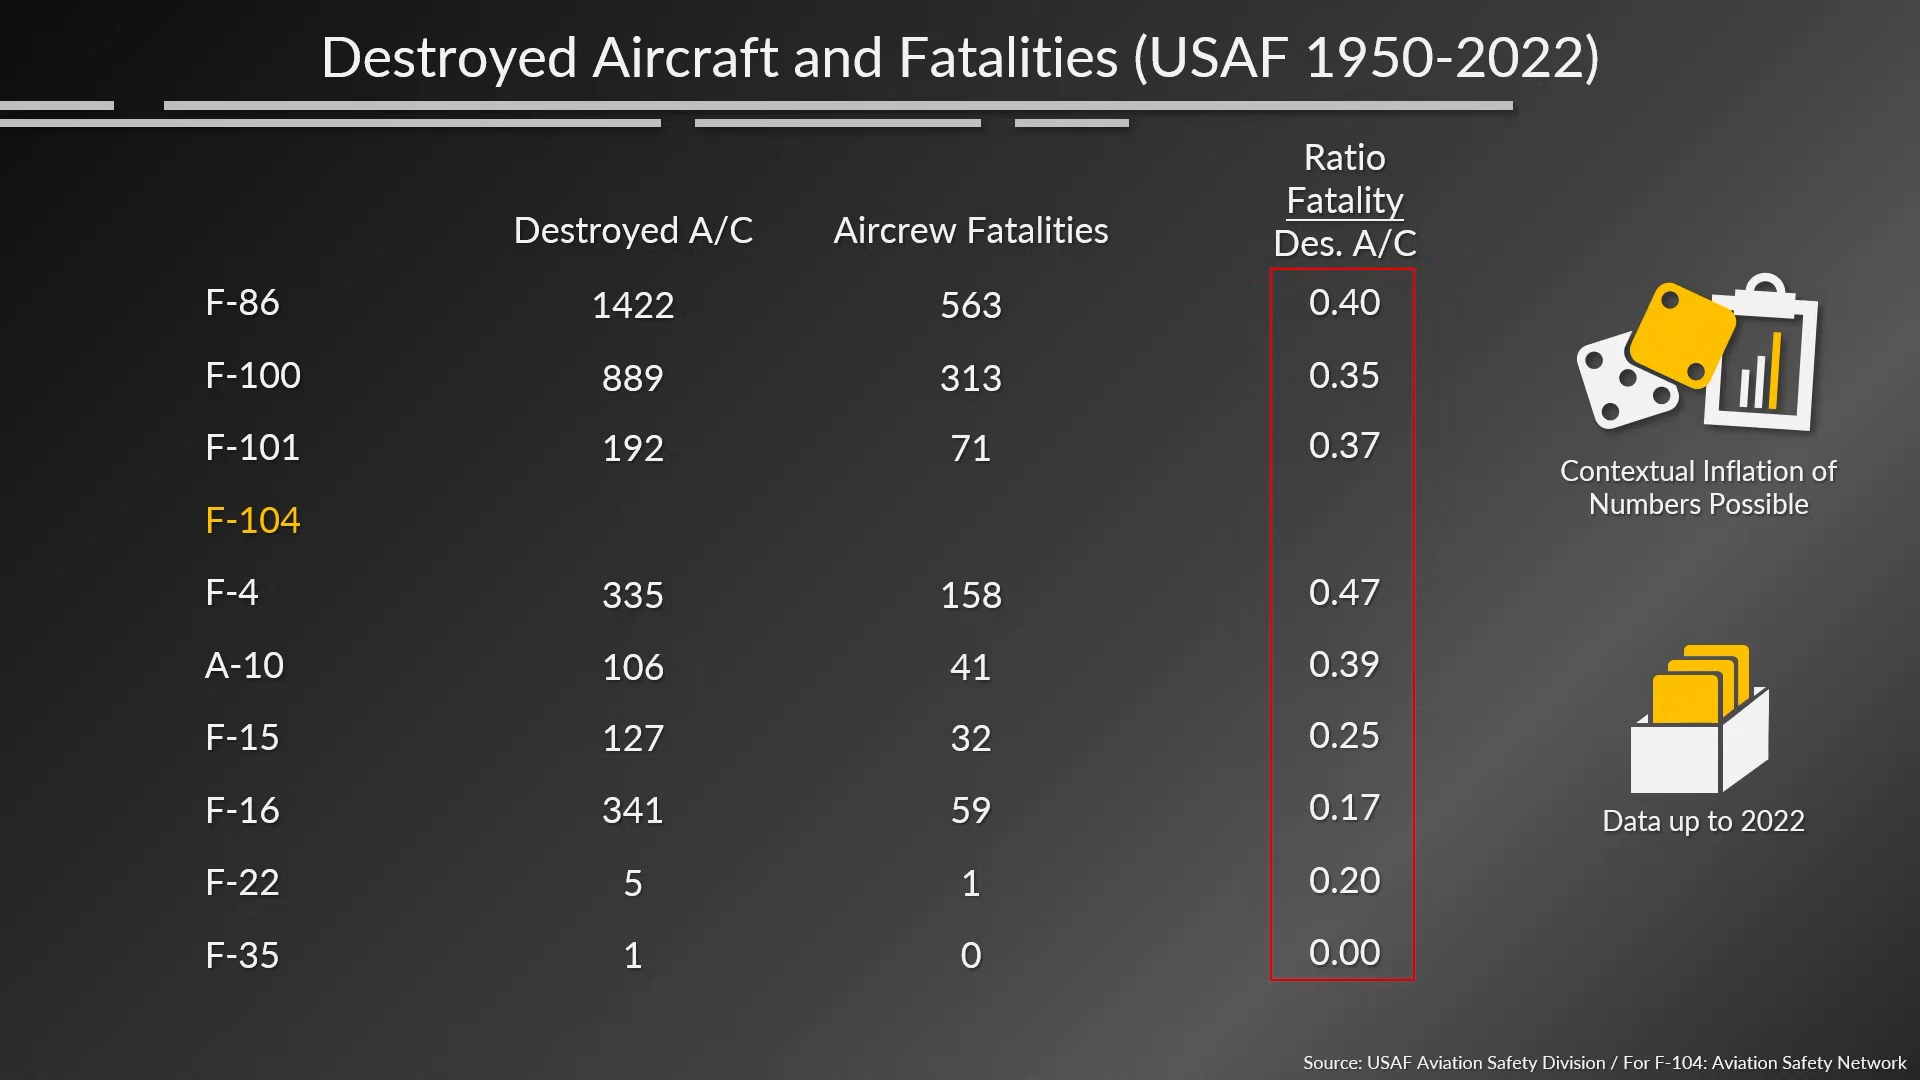 Destroyed Aircraft and Fatalities (USAF 1950-2022)
Ratio
Fatality
Destroyed A/C Aircrew Fatalities Des. A/C
F-86 1422 563 0.40
F-100 889 313 0.35
F-101 192 71 0.37
F-104
F-4 335 158 0.47
A-10 106 41 0.39
F-15 127 32 0.25
F-16 341 59 0.17
F-22 5 1 0.20
F-35 1 0 0.00
Contextual Inflation of
Numbers Possible
Data up to 2022
Source: USAF Aviation Safety Division / For F-104: Aviation Safety Network